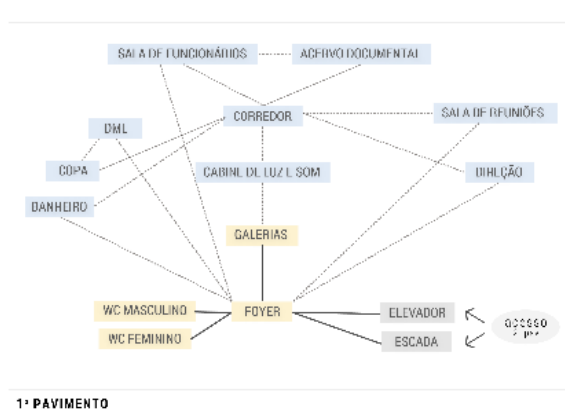 SALA DE FUNCIONÁRIOS
ACERVO DOCUMENTAL
CORREDOR
SALA DE REUNIÕES
DML
COPA
CABINE DE LUZ E SOM
DIREÇÃO
BANHEIRO
GALERIAS
WC MASCULINO
FOYER
ELEVADOR
WC FEMININO
ESCADA
acesso
1º PAVIMENTO